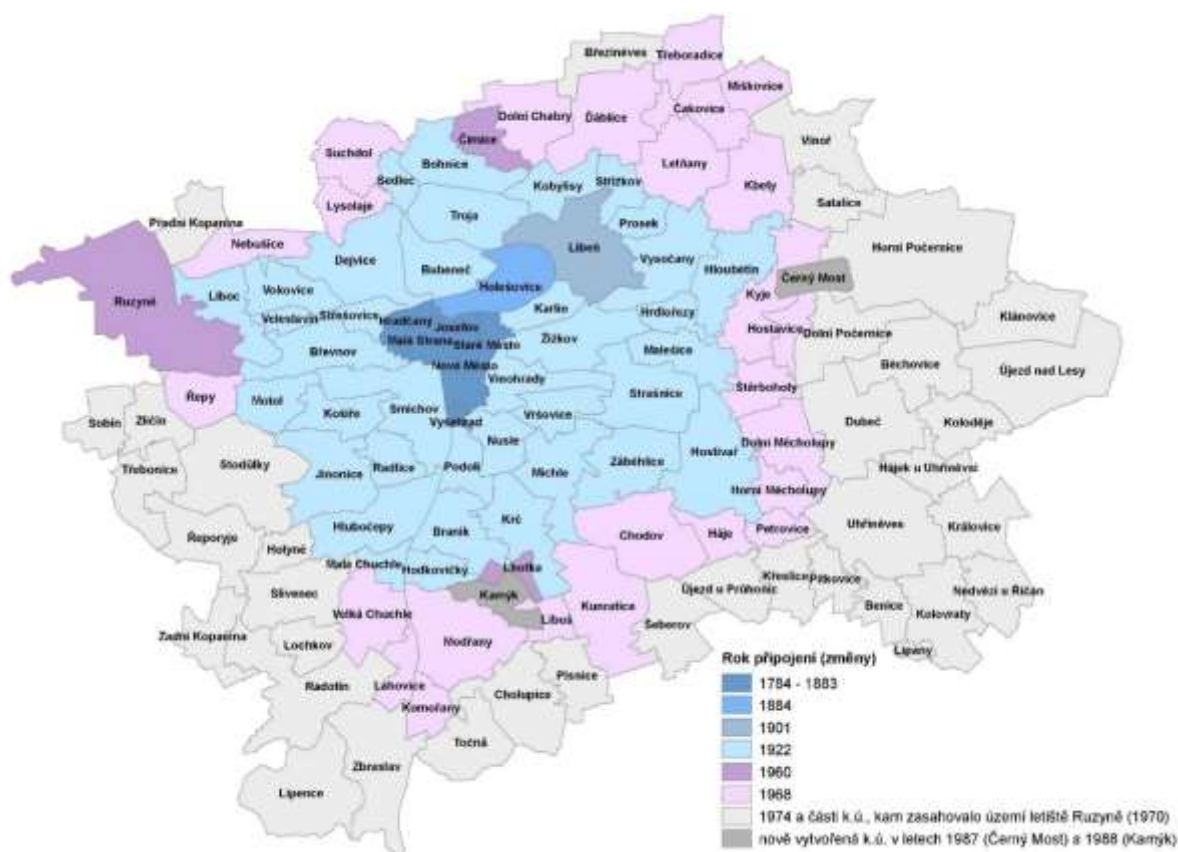 Březiněves
Třeboradice
Miškovice
Dolní Chabry
Ďáblice
Čakovice
Vinoř
Čimice
Suchdol
Bohnice
Letňany
Sedlec
Kobylisy
Střížkov
Kbely
Satalice
Lysolaje
Přední Kopanina
Troja
Prosek
Nebušice
Libeň
Horní Počernice
Dejvice
Vysočany
Bubeneč
Hloubětín
Černý Most
Ruzyně
Liboc
Vokovice
Holešovice
Kyje
Veleslavín
Střešovice
Hradčany
Josefov
Karlín
Hrdlořezy
Hostavice
Klánovice
Malá Strana
Staré Město
Žižkov
Dolní Počernice
Břevnov
Malešice
Běchovice
Nové Město
Vinohrady
Újezd nad Lesy
Řepy
Motol
Košíře
Smíchov
Strašnice
Štěrboholy
Sobín
Zličín
Vyšehrad
Vršovice
Dubeč
Koloděje
Třebonice
Stodůlky
Jinonice
Radlice
Podolí
Nusle
Michle
Záběhlice
Hostivař
Dolní Měcholupy
Hájek u Uhříněvsi
Horní Měcholupy
Řeporyje
Hlubočepy
Braník
Krč
Chodov
Háje
Petrovice
Uhříněves
Královice
Holyně
Malá Chuchle
Hodkovičky
Lhotka
Slivenec
Kamýk
Újezd u Průhonic
Křeslice
Pitkovice
Nedvězí u Říčan
Velká Chuchle
Libuš
Kunratice
Benice
Kolovraty
Zadní Kopanina
Lochkov
Modřany
Šeberov
Lipany
Radotín
Lahovice
Písnice
Cholupice
Komořany
Točná
Zbraslav
Lipence
Rok připojení (změny)
1784 - 1883
1884
1901
1922
1960
1968
1974 a části k.ú., kam zasahovalo území letiště Ruzyně (1970)
nově vytvořená k.ú. v letech 1987 (Černý Most) a 1988 (Kamýk)